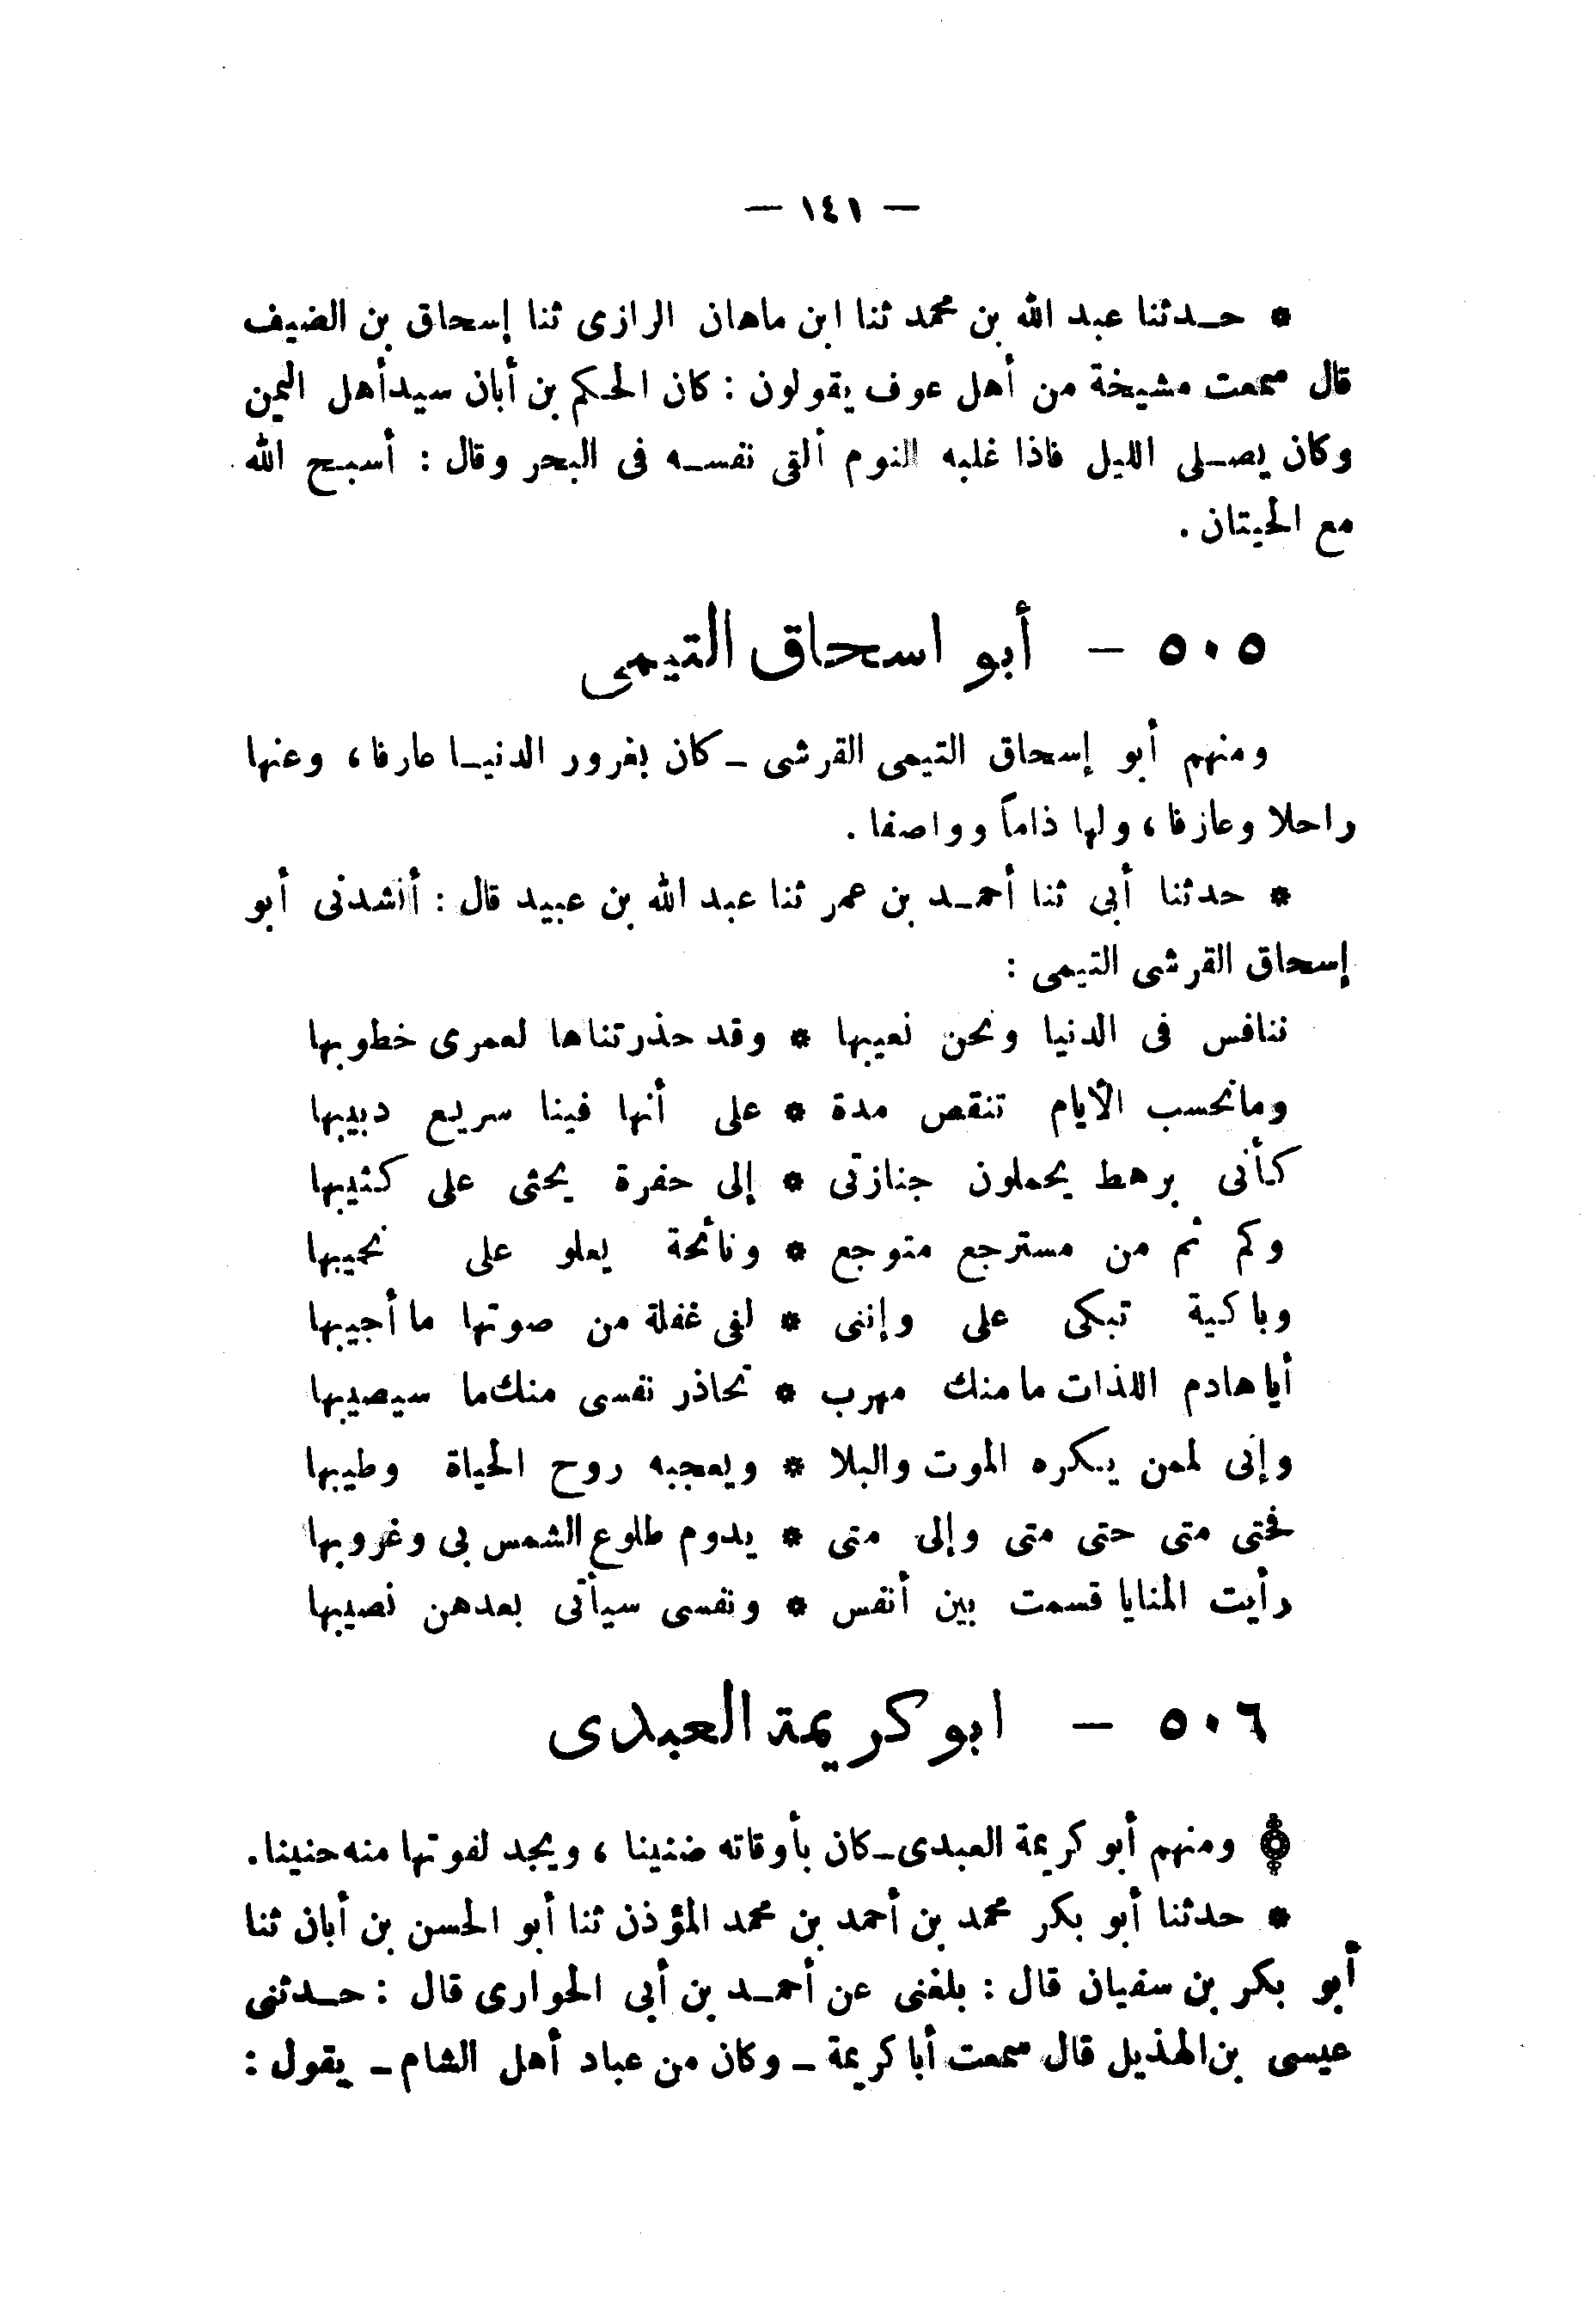 — ١٤١ —
* حـدثنا عبد الله بن محمد ثنا ابن ماهان الرازى ثنا إسحاق بن الضيف
قال سمعت مشيخة من أهل عوف يقولون : كان الحكم بن أبان سيد أهل اليمن
وكان يصـلى الليل فاذا غلبه النوم ألقى نفسـه فى البحر وقال : أسبح الله
مع الحيتان .
٥٠٥ – أبو اسحاق التيمى
ومنهم أبو إسحاق التيمى القرشى ـ كان بغرور الدنيـا عارفا ، وعنها
راحلا وعازفا ، ولها ذاماً وواصفا .
* حدثنا أبى ثنا أحمـد بن عمر ثنا عبد الله بن عبيد قال : أنشدنى أبو
إسحاق القرشى التيمى :
ننافس فى الدنيا ونحن نعيبها * وقد حذرتناها لعمرى خطوبها
ومانحسب الأيام تنقص مدة * على أنها فينا سريع دبيبها
كأنى برهط يحملون جنازتى * إلى حفرة يحثى على كثيبها
وكم ثم من مسترجع متوجع * ونائحة يعلو على نحيبها
وباكية تبكى على وإننى * لفى غفلة من صوتها ما أجيبها
أيا هادم اللذات ما منك مهرب * تحاذر نفسى منك ما سيصيبها
وإنى لممن يكره الموت والبلا * ويعجبه روح الحياة وطيبها
فحتى متى حتى متى وإلى متى * يدوم طلوع الشمس بى وغروبها
رأيت المنايا قسمت بين أنفس * ونفسى سيأتى بعدهن نصيبها
٥٠٦ – ابو كريمة العبدى
ومنهم أبو كريمة العبدى ـ كان بأوقاته ضنينا ، ويجد لفوتها منه حنينا .
* حدثنا أبو بكر محمد بن أحمد بن محمد المؤذن ثنا أبو الحسن بن أبان ثنا
أبو بكر بن سفيان قال : بلغنى عن أحمـد بن أبى الحوارى قال : حـدثنى
عيسى بن الهذيل قال سمعت أبا كريمة ـ وكان من عباد أهل الشام ـ يقول :